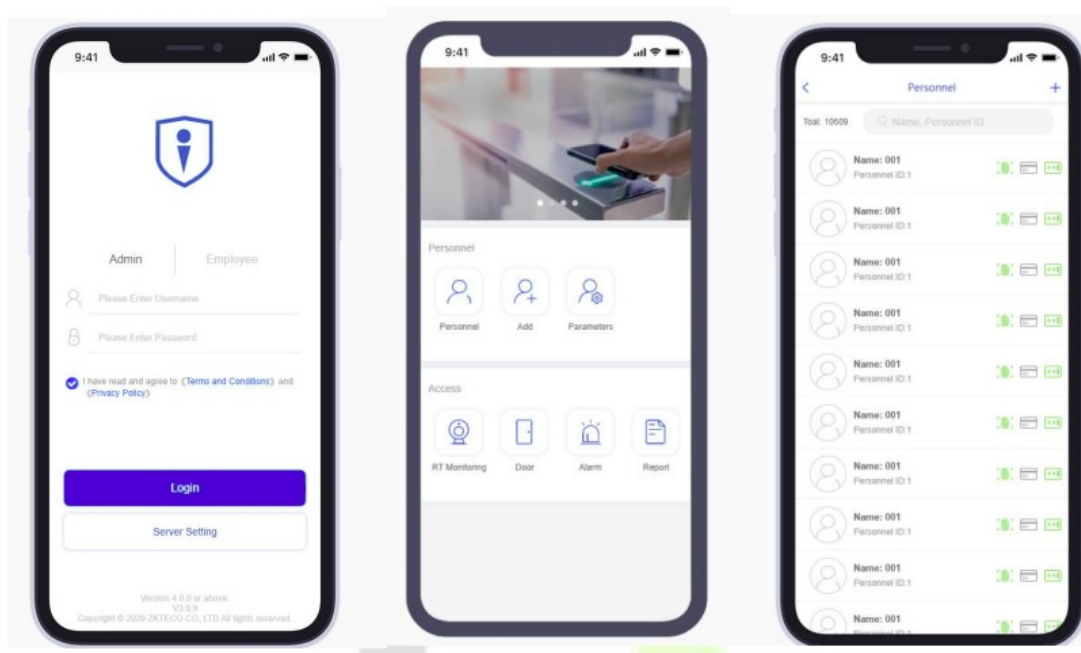 9:41
Admin
Employee
Please Enter Username
Please Enter Password
I have read and agree to 《Terms and Conditions》 and
《Privacy Policy》
Login
Server Setting
Version 4.0.0 or above.
V3.0.0
Copyright © 2020 ZKTECO CO., LTD All rights reserved.
9:41
Personnel
Personnel
Add
Parameters
Access
RT Monitoring
Door
Alarm
Report
9:41
Personnel
Toal: 10609
Name, Personnel ID
Name: 001
Personnel ID:1
Name: 001
Personnel ID:1
Name: 001
Personnel ID:1
Name: 001
Personnel ID:1
Name: 001
Personnel ID:1
Name: 001
Personnel ID:1
Name: 001
Personnel ID:1
Name: 001
Personnel ID:1
Name: 001
Personnel ID:1
Name: 001
Personnel ID:1